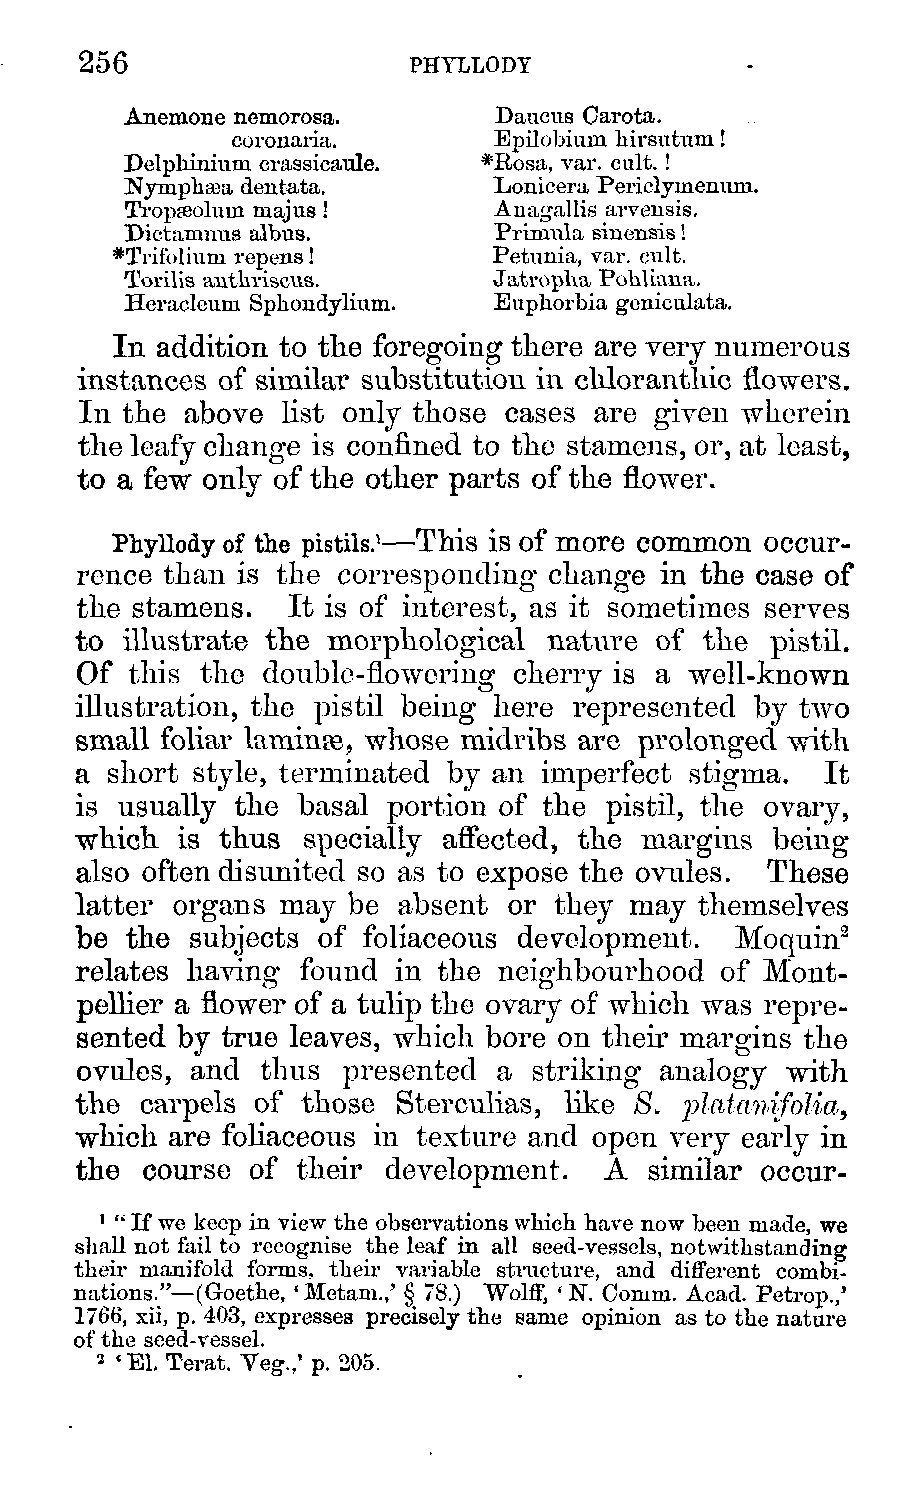 256 PHYLLODY
Anemone nemorosa.
coronaria.
Delphinium crassicaule.
Nymphæa dentata.
Tropæolum majus!
Dictamnus albus.
*Trifolium repens!
Torilis anthriscus.
Heracleum Sphondylium.
Daucus Carota.
Epilobium hirsutum!
*Rosa, var. cult.!
Lonicera Periclymenum.
Anagallis arvensis.
Primula sinensis!
Petunia, var. cult.
Jatropha Pohliana.
Euphorbia geniculata.
In addition to the foregoing there are very numerous
instances of similar substitution in chloranthic flowers.
In the above list only those cases are given wherein
the leafy change is confined to the stamens, or, at least,
to a few only of the other parts of the flower.
Phyllody of the pistils.¹—This is of more common occur-
rence than is the corresponding change in the case of
the stamens. It is of interest, as it sometimes serves
to illustrate the morphological nature of the pistil.
Of this the double-flowering cherry is a well-known
illustration, the pistil being here represented by two
small foliar laminæ, whose midribs are prolonged with
a short style, terminated by an imperfect stigma. It
is usually the basal portion of the pistil, the ovary,
which is thus specially affected, the margins being
also often disunited so as to expose the ovules. These
latter organs may be absent or they may themselves
be the subjects of foliaceous development. Moquin²
relates having found in the neighbourhood of Mont-
pellier a flower of a tulip the ovary of which was repre-
sented by true leaves, which bore on their margins the
ovules, and thus presented a striking analogy with
the carpels of those Sterculias, like S. platanifolia,
which are foliaceous in texture and open very early in
the course of their development. A similar occur-
¹ "If we keep in view the observations which have now been made, we
shall not fail to recognise the leaf in all seed-vessels, notwithstanding
their manifold forms, their variable structure, and different combi-
nations."—(Goethe, 'Metam.,' § 78.) Wolff, 'N. Comm. Acad. Petrop.,'
1766, xii, p. 403, expresses precisely the same opinion as to the nature
of the seed-vessel.
² 'El. Terat. Veg.,' p. 205.